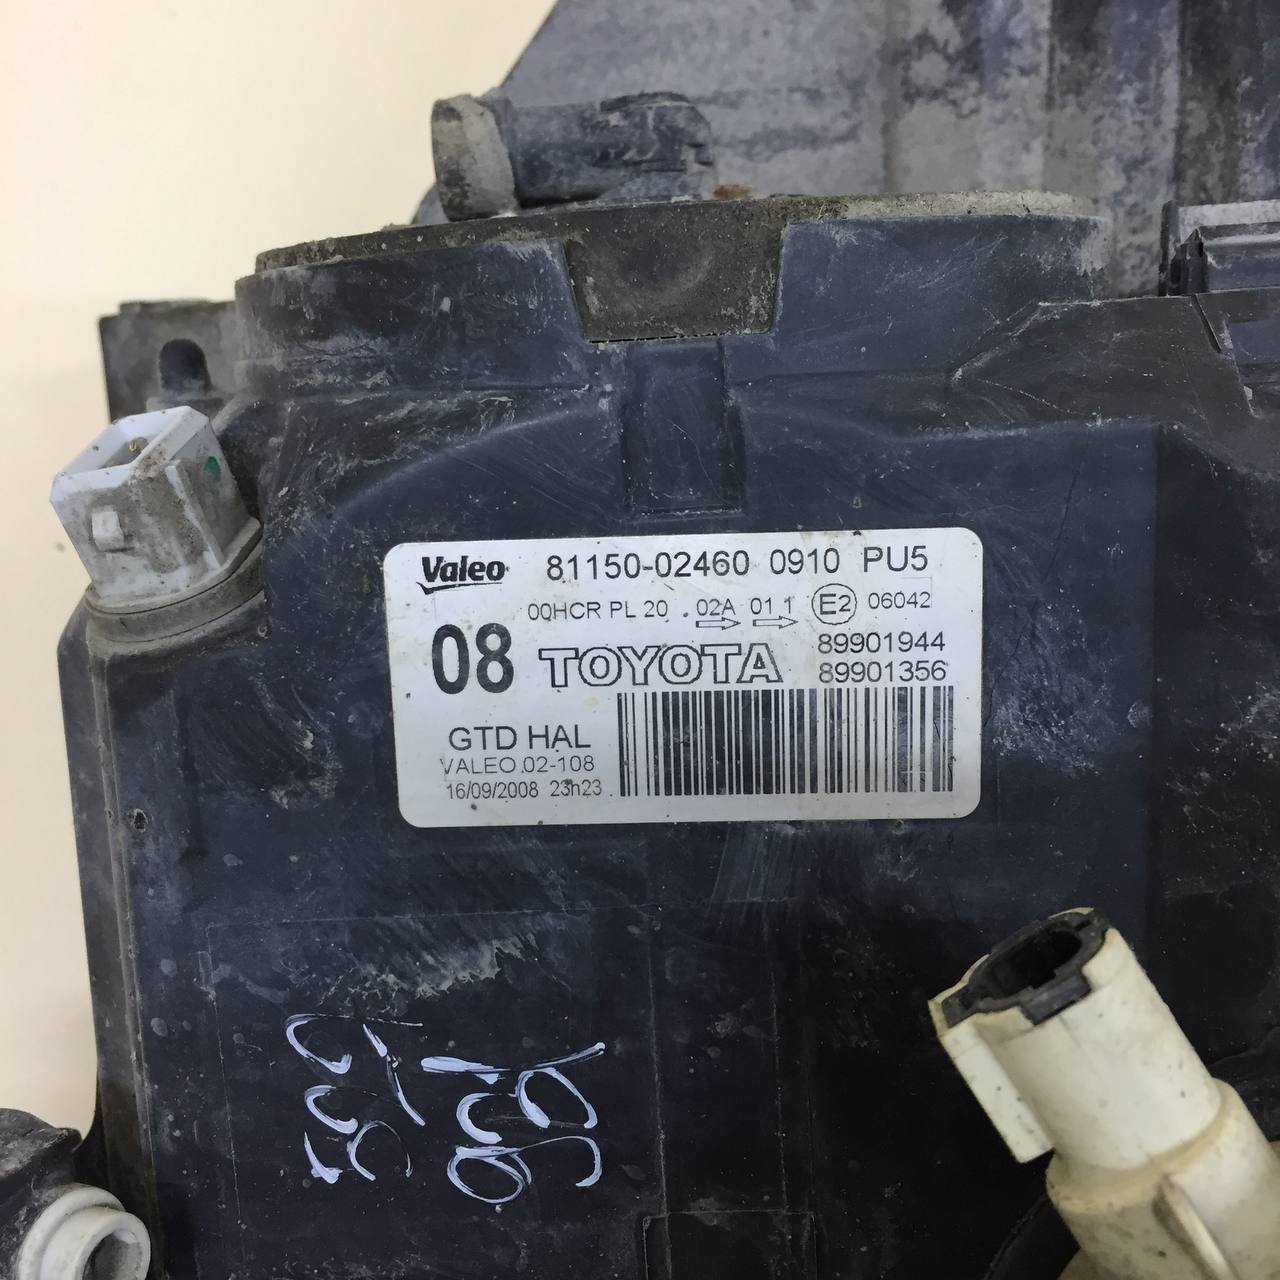 Valeo 81150-02460 0910 PU5
00HCR PL 20 .02A 01 1 E2 06042
08 TOYOTA 89901944
89901356
GTD HAL
VALEO.02-108
16/09/2008 23h23